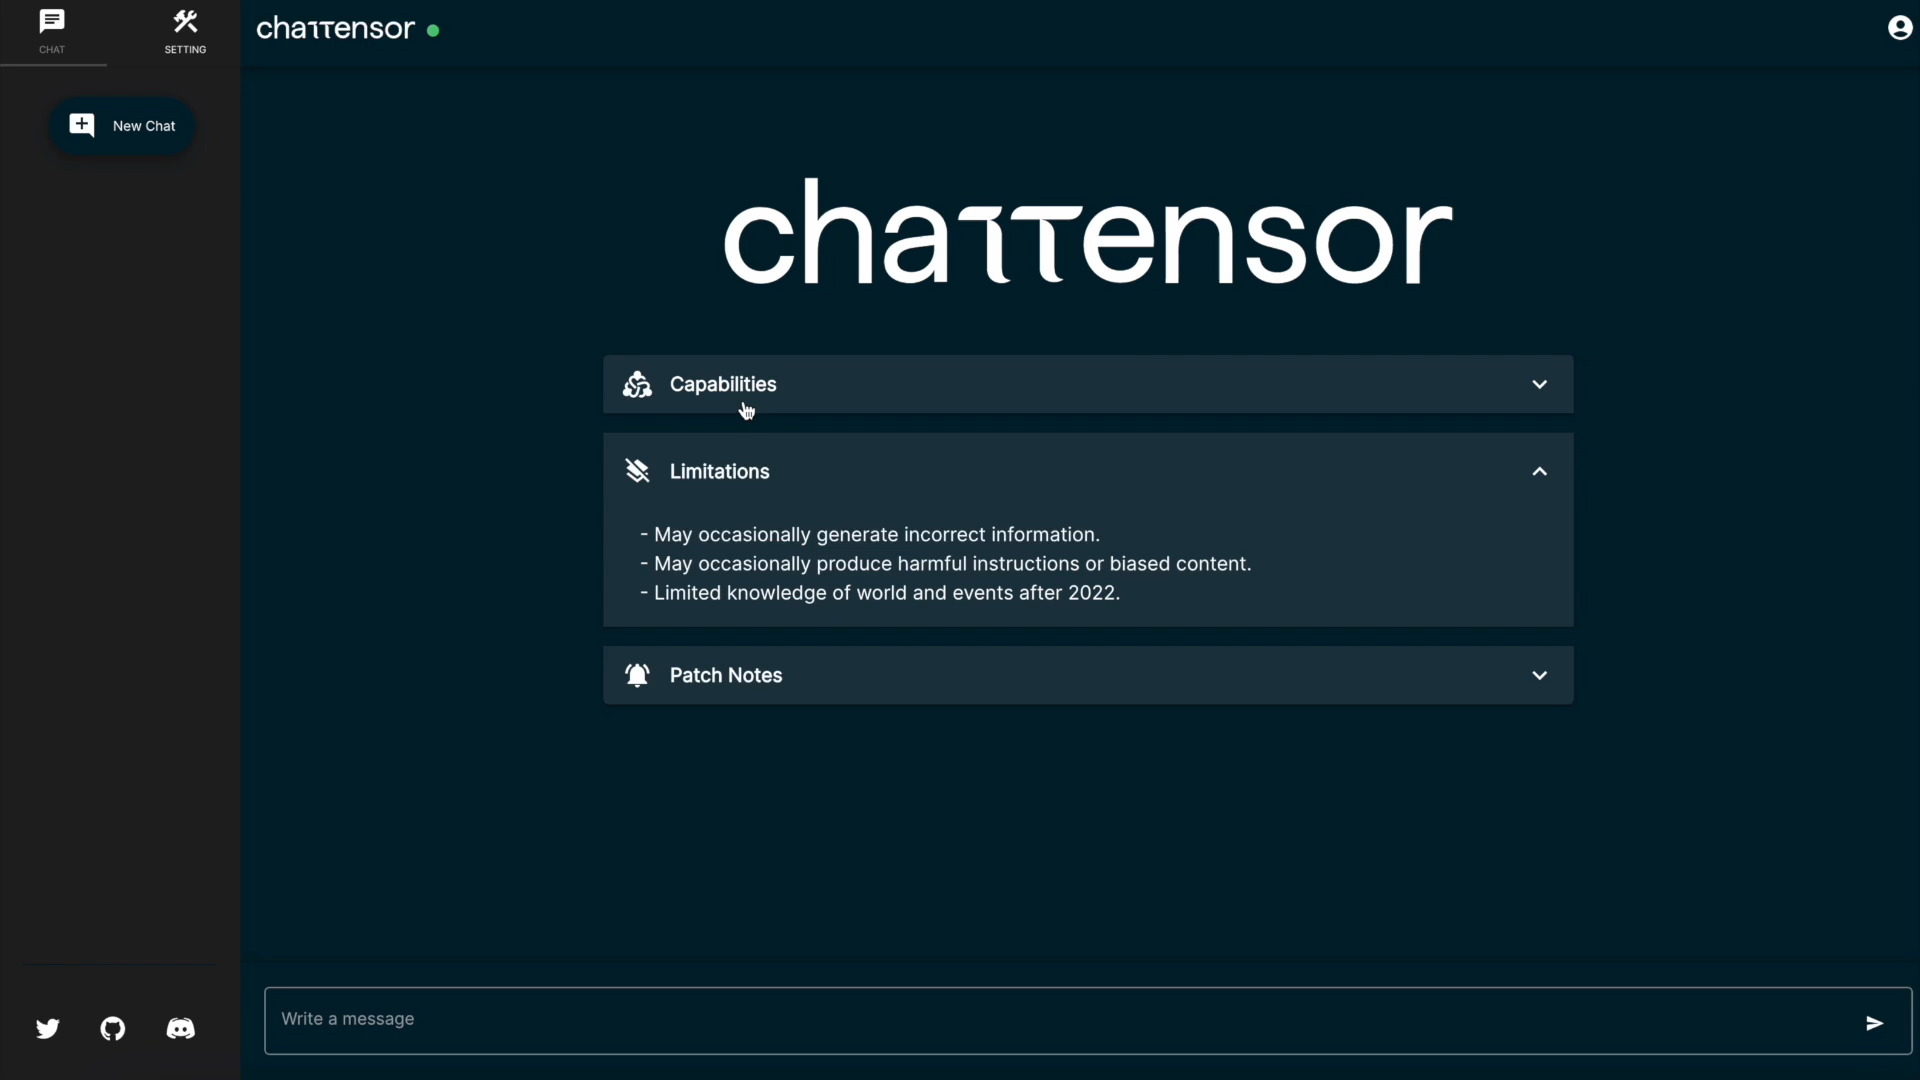 CHAT
SETTING
chattensor
New Chat
chattensor
Capabilities
Limitations
- May occasionally generate incorrect information.
- May occasionally produce harmful instructions or biased content.
- Limited knowledge of world and events after 2022.
Patch Notes
Write a message